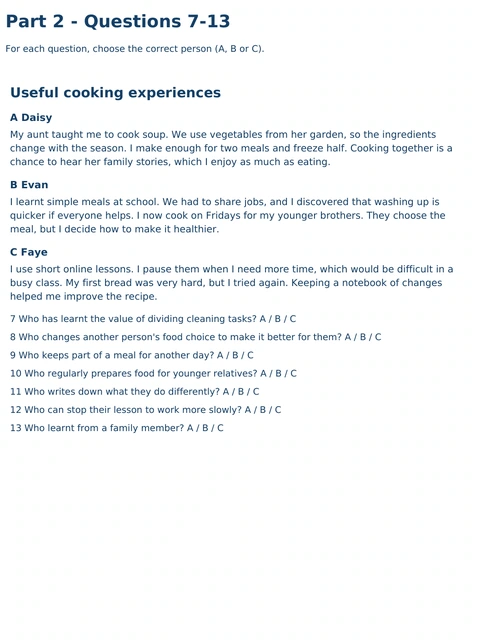 Part 2 - Questions 7-13
For each question, choose the correct person (A, B or C).
Useful cooking experiences
A Daisy
My aunt taught me to cook soup. We use vegetables from her garden, so the ingredients
change with the season. I make enough for two meals and freeze half. Cooking together is a
chance to hear her family stories, which I enjoy as much as eating.
B Evan
I learnt simple meals at school. We had to share jobs, and I discovered that washing up is
quicker if everyone helps. I now cook on Fridays for my younger brothers. They choose the
meal, but I decide how to make it healthier.
C Faye
I use short online lessons. I pause them when I need more time, which would be difficult in a
busy class. My first bread was very hard, but I tried again. Keeping a notebook of changes
helped me improve the recipe.
7 Who has learnt the value of dividing cleaning tasks? A / B / C
8 Who changes another person's food choice to make it better for them? A / B / C
9 Who keeps part of a meal for another day? A / B / C
10 Who regularly prepares food for younger relatives? A / B / C
11 Who writes down what they do differently? A / B / C
12 Who can stop their lesson to work more slowly? A / B / C
13 Who learnt from a family member? A / B / C